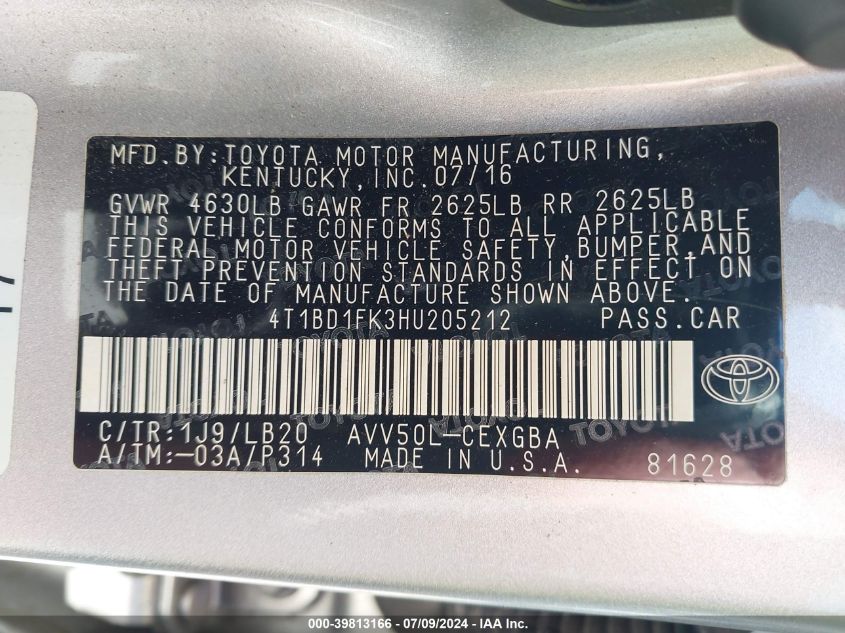 MFD.BY:TOYOTA MOTOR MANUFACTURING,
KENTUCKY,INC.07/16
GVWR 4630LB GAWR FR 2625LB RR 2625LB
THIS VEHICLE CONFORMS TO ALL APPLICABLE
FEDERAL MOTOR VEHICLE SAFETY,BUMPER,AND
THEFT PREVENTION STANDARDS IN EFFECT ON
THE DATE OF MANUFACTURE SHOWN ABOVE.
4T1BD1FK3HU205212 PASS.CAR
C/TR:1J9/LB20 AVV50L-CEXGBA
A/TM:-03A/P314 MADE IN U.S.A. 81628
000-39813166 - 07/09/2024 - IAAI.com